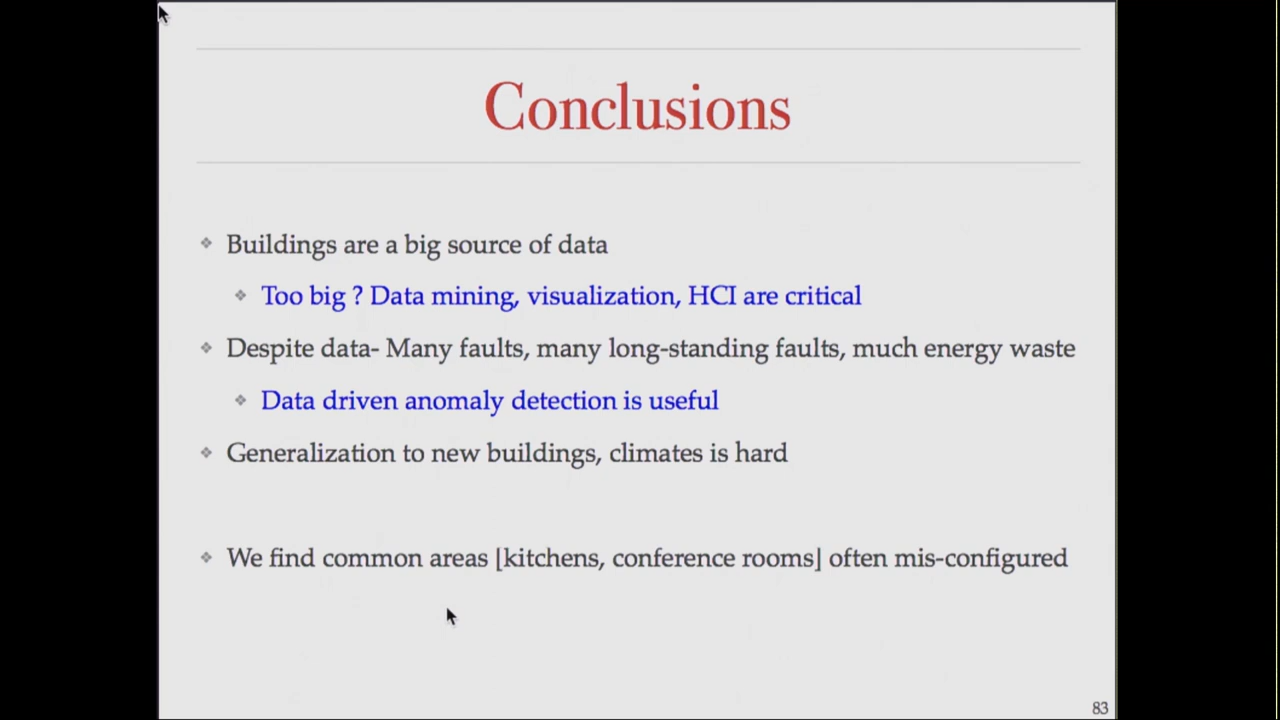 Conclusions
Buildings are a big source of data
Too big ? Data mining, visualization, HCI are critical
Despite data- Many faults, many long-standing faults, much energy waste
Data driven anomaly detection is useful
Generalization to new buildings, climates is hard
We find common areas [kitchens, conference rooms] often mis-configured
83